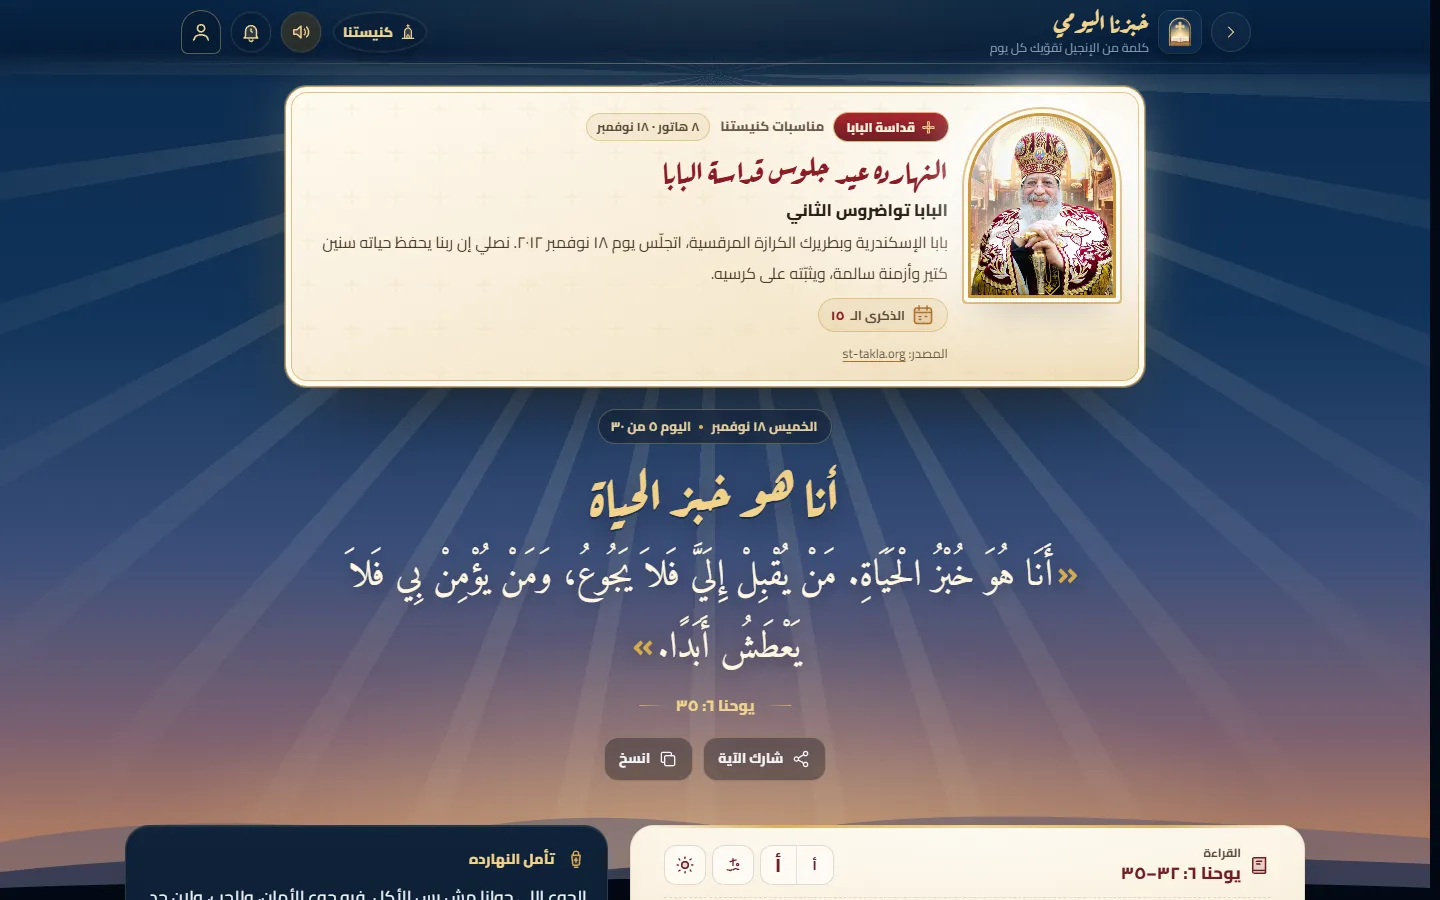 خبزنا اليومي
كلمة من الإنجيل تقوّيك كل يوم
كنيستنا
قداسة البابا
مناسبات كنيستنا
٨ هاتور · ١٨ نوفمبر
النهارده عيد جلوس قداسة البابا
البابا تواضروس الثاني
بابا الإسكندرية وبطريرك الكرازة المرقسية، اتجلّس يوم ١٨ نوفمبر ٢٠١٢. نصلي إن ربنا يحفظ حياته سنين
كتير وأزمنة سالمة، ويثبّته على كرسيه.
الذكرى الـ ١٥
المصدر: st-takla.org
الخميس ١٨ نوفمبر • اليوم ٥ من ٣٠
أنا هو خبز الحياة
«أَنَا هُوَ خُبْزُ الْحَيَاةِ. مَنْ يُقْبِلْ إِلَيَّ فَلاَ يَجُوعُ، وَمَنْ يُؤْمِنْ بِي فَلاَ
يَعْطَشُ أَبَدًا.»
يوحنا ٦: ٣٥
شارك الآية
انسخ
القراءة
يوحنا ٦: ٣٢–٣٥
أ
أ
تأمل النهارده